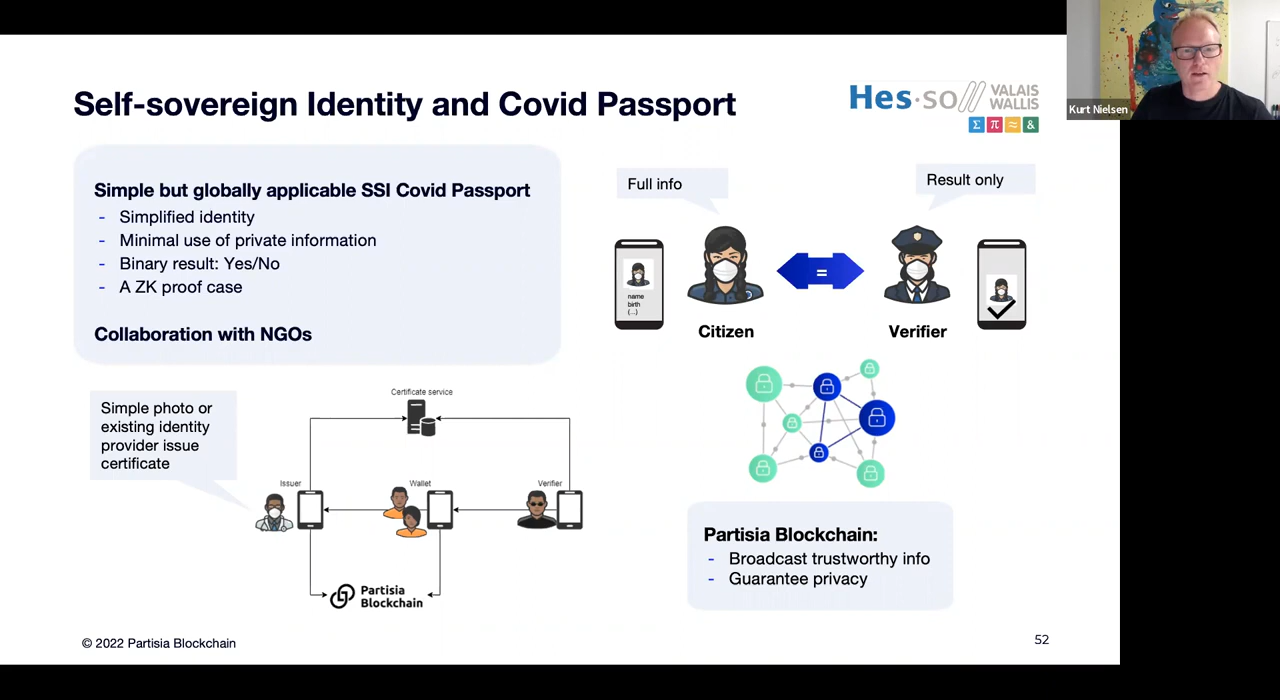 Self-sovereign Identity and Covid Passport
Hes·so// VALAIS
WALLIS
Σ π ≈ &
Kurt Nielsen
Simple but globally applicable SSI Covid Passport
- Simplified identity
- Minimal use of private information
- Binary result: Yes/No
- A ZK proof case
Collaboration with NGOs
Full info
Result only
name
birth
(...)
=
Citizen
Verifier
Simple photo or
existing identity
provider issue
certificate
Certificate service
Issuer
Wallet
Verifier
Partisia
Blockchain
Partisia Blockchain:
- Broadcast trustworthy info
- Guarantee privacy
© 2022 Partisia Blockchain
52